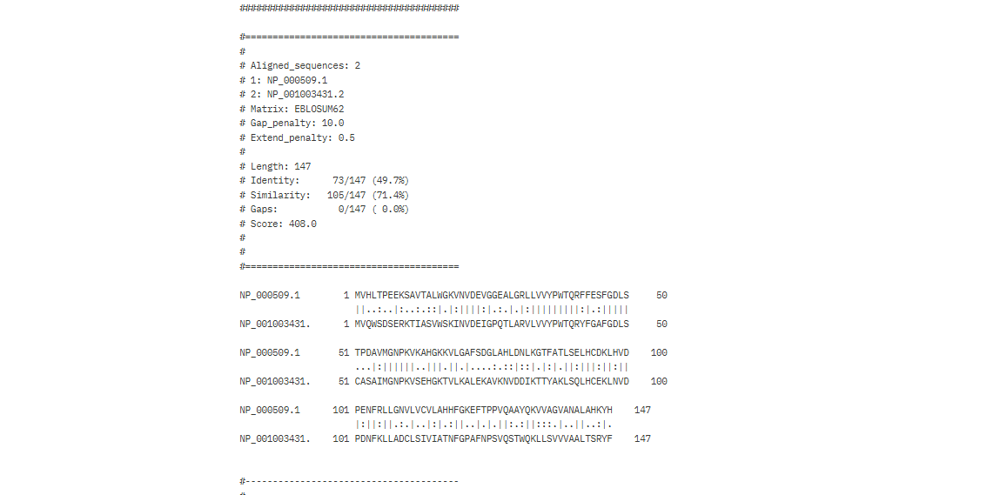 ########################################
#=======================================
#
# Aligned_sequences: 2
# 1: NP_000509.1
# 2: NP_001003431.2
# Matrix: EBLOSUM62
# Gap_penalty: 10.0
# Extend_penalty: 0.5
#
# Length: 147
# Identity:      73/147 (49.7%)
# Similarity:   105/147 (71.4%)
# Gaps:           0/147 ( 0.0%)
# Score: 408.0
#
#
#=======================================
NP_000509.1        1 MVHLTPEEKSAVTALWGKVNVDEVGGEALGRLLVVYPWTQRFFESFGDLS     50
                     ||..:..|:..:.::|.|:||||:|.:.|.|:|||||||||:|.:|||||
NP_001003431.      1 MVQWSDSERKTIASVWSKINVDEIGPQTLARVLVVYPWTQRYFGAFGDLS     50
NP_000509.1       51 TPDAVMGNPKVKAHGKKVLGAFSDGLAHLDNLKGTFATLSELHCDKLHVD    100
                     ...|:||||||..|||.||.|....:.::|::|.|:|.||:|||:||:||
NP_001003431.     51 CASAIMGNPKVSEHGKTVLKALEKAVKNVDDIKTTYAKLSQLHCEKLNVD    100
NP_000509.1      101 PENFRLLGNVLVCVLAHHFGKEFTPPVQAAYQKVVAGVANALAHKYH    147
                     |:||:||.:.|..|:|.:||..|.|.||:.:||:::.|..||..:|.
NP_001003431.    101 PDNFKLLADCLSIVIATNFGPAFNPSVQSTWQKLLSVVVAALTSRYF    147
#---------------------------------------